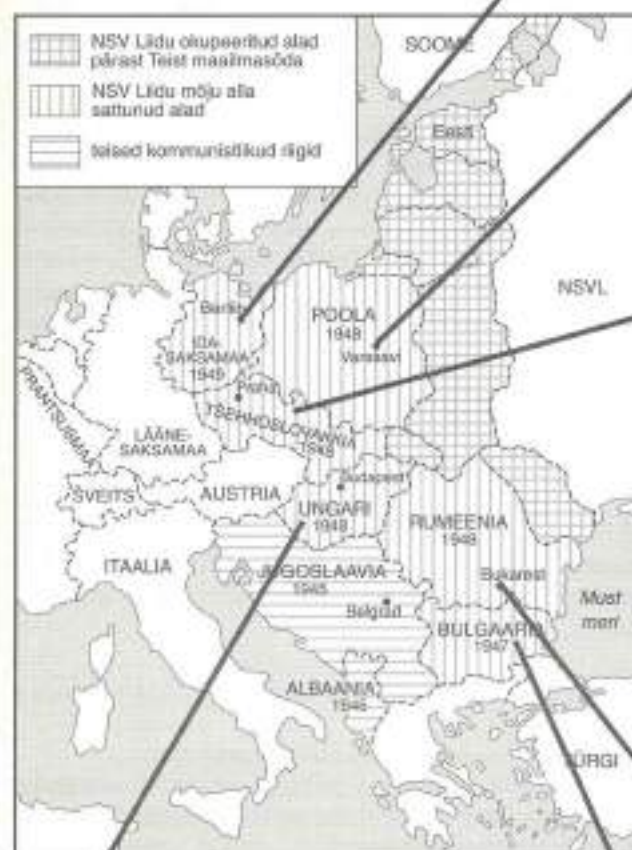 NSV Liidu okupeeritud alad
pärast Teist maailmasõda
NSV Liidu mõju alla
sattunud alad
teised kommunistlikud riigid
SOOME
Eesti
NSVL
Berliin
POOLA
1948
Varssavi
IDA-
SAKSAMAA
1949
Praha
TŠEHHOSLOVAKKIA
1948
PRANTSUSMAA
LÄÄNE-
SAKSAMAA
Budapest
ŠVEITS
AUSTRIA
UNGARI
1948
RUMEENIA
1948
ITAALIA
JUGOSLAAVIA
1945
Bukarest
Must
meri
Belgrad
BULGAARIA
1947
ALBAANIA
1946
TÜRGI